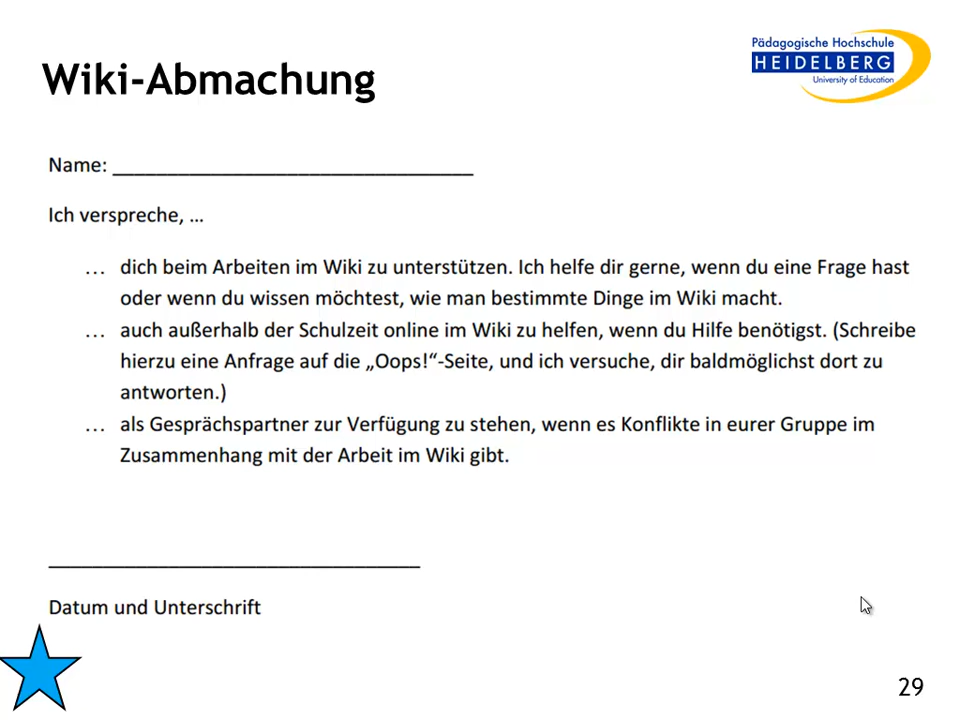 Wiki-Abmachung
Pädagogische Hochschule
HEIDELBERG
University of Education
Name: _________________________________
Ich verspreche, …
… dich beim Arbeiten im Wiki zu unterstützen. Ich helfe dir gerne, wenn du eine Frage hast
oder wenn du wissen möchtest, wie man bestimmte Dinge im Wiki macht.
… auch außerhalb der Schulzeit online im Wiki zu helfen, wenn du Hilfe benötigst. (Schreibe
hierzu eine Anfrage auf die „Oops!“-Seite, und ich versuche, dir baldmöglichst dort zu
antworten.)
… als Gesprächspartner zur Verfügung zu stehen, wenn es Konflikte in eurer Gruppe im
Zusammenhang mit der Arbeit im Wiki gibt.
__________________________________
Datum und Unterschrift
29